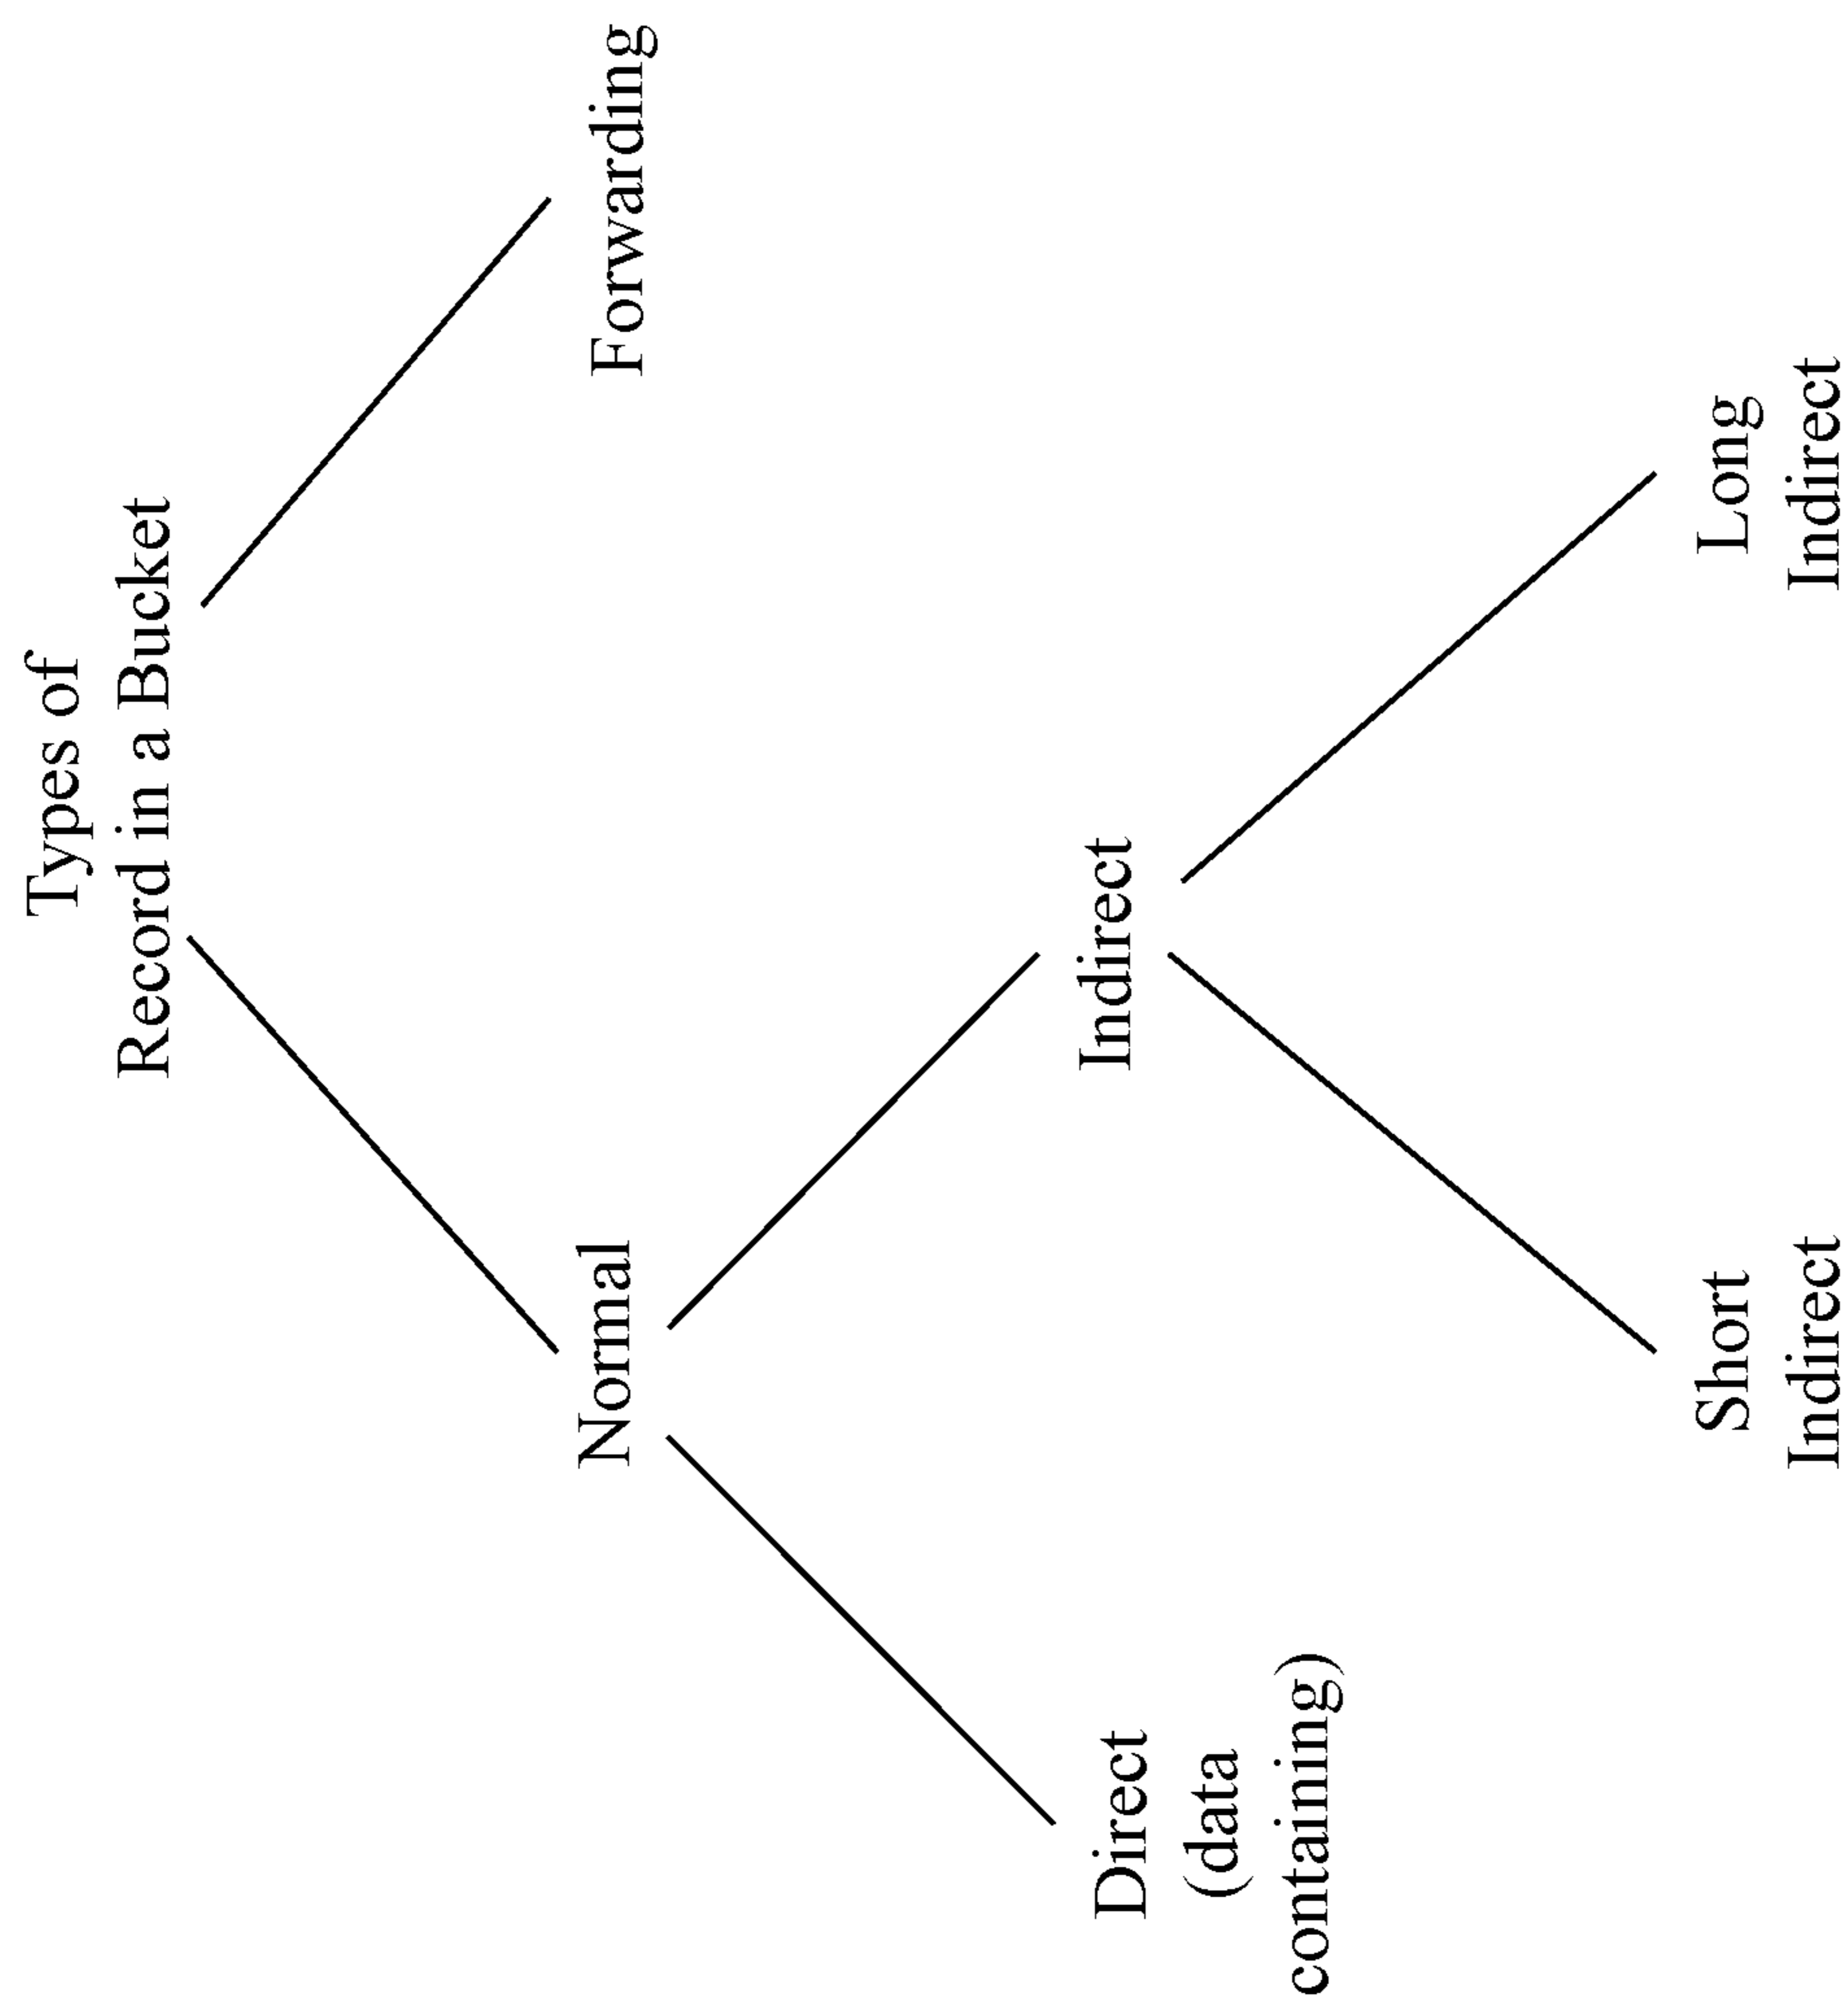 Types of
Record in a Bucket
Normal
Forwarding
Direct
(data
containing)
Indirect
Short
Indirect
Long
Indirect